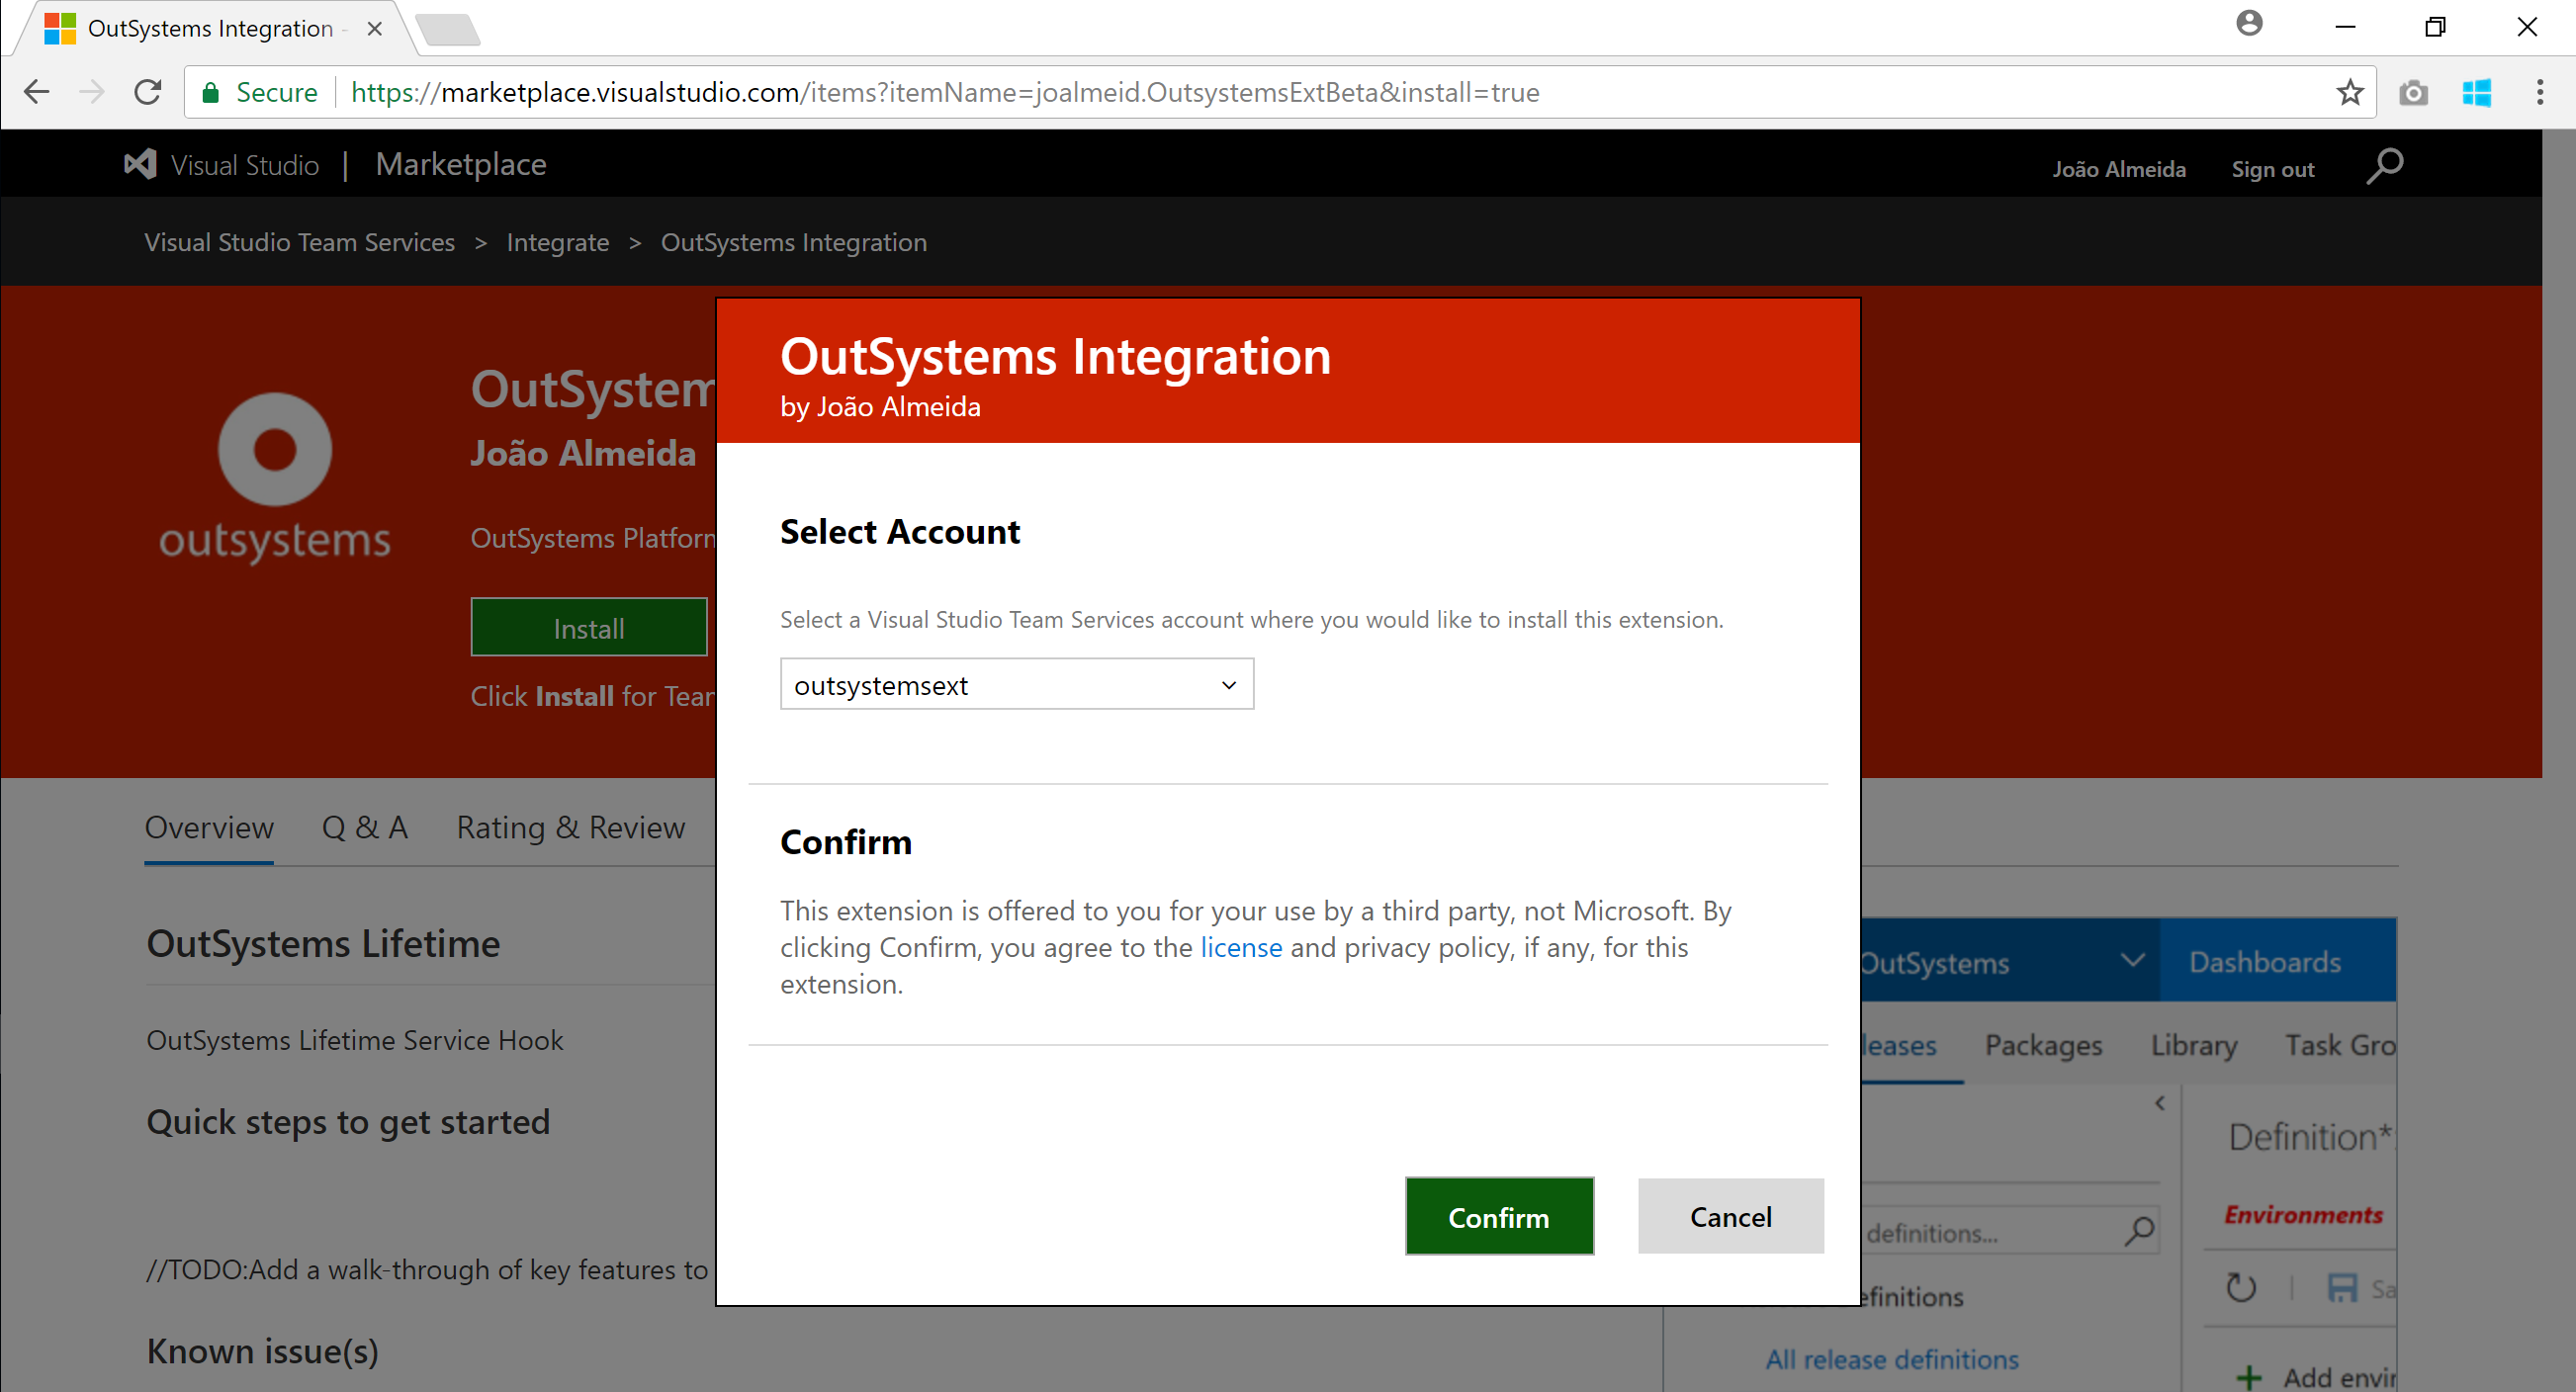 OutSystems Integration -
Secure
https://marketplace.visualstudio.com/items?itemName=joalmeid.OutsystemsExtBeta&install=true
Visual Studio | Marketplace
João Almeida Sign out
Visual Studio Team Services > Integrate > OutSystems Integration
outsystems
OutSystem
João Almeida
OutSystems Platforn
Install
Click Install for Tear
OutSystems Integration
by João Almeida
Select Account
Select a Visual Studio Team Services account where you would like to install this extension.
outsystemsext
Confirm
This extension is offered to you for your use by a third party, not Microsoft. By
clicking Confirm, you agree to the license and privacy policy, if any, for this
extension.
Confirm Cancel
Overview Q & A Rating & Review
OutSystems Lifetime
OutSystems Lifetime Service Hook
Quick steps to get started
//TODO:Add a walk-through of key features to
Known issue(s)
OutSystems Dashboards
leases Packages Library Task Gro
Definition*:
Environments
definitions...
Sa
efinitions
All release definitions
+ Add envir